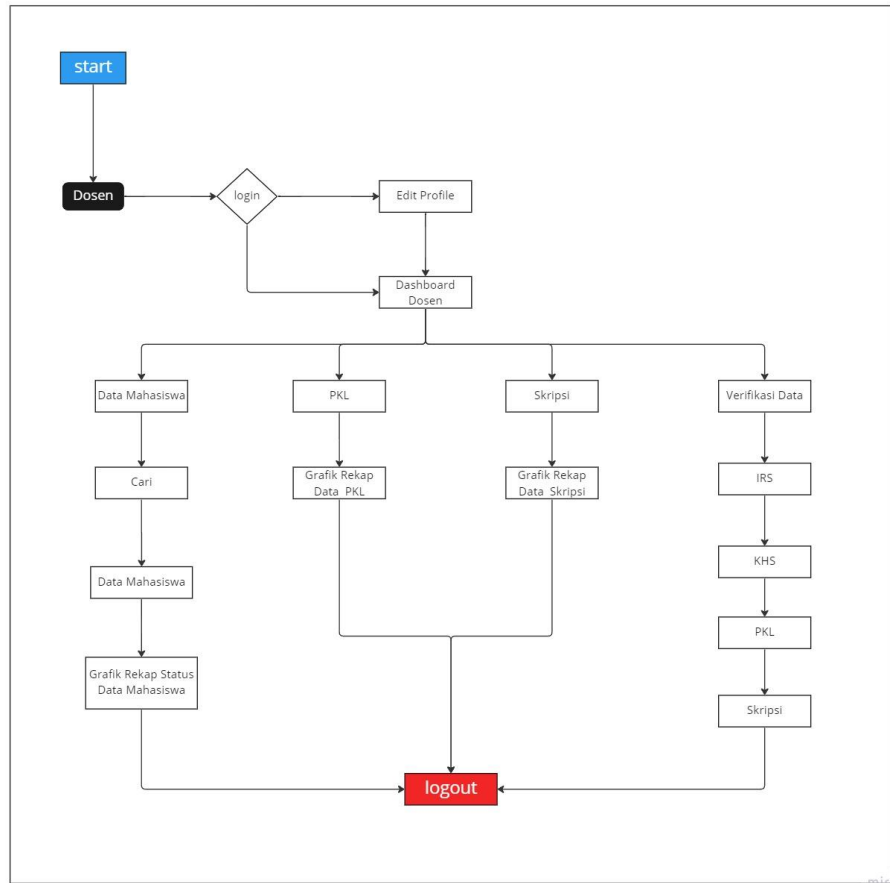 start
Dosen
login
Edit Profile
Dashboard
Dosen
Data Mahasiswa
PKL
Skripsi
Verifikasi Data
Cari
Grafik Rekap
Data PKL
Grafik Rekap
Data Skripsi
IRS
KHS
Data Mahasiswa
PKL
Grafik Rekap Status
Data Mahasiswa
Skripsi
logout